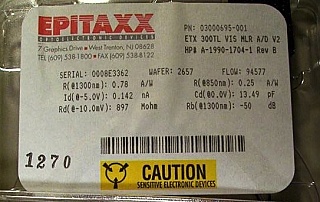 EPITAXX
OPTOELECTRONIC DEVICES
7 Graphics Drive • West Trenton, NJ 08628
TEL (609) 538-1800 • FAX (609) 538-8122
PN: 03000695-001
ETX 300TL VIS MLR A/D V2
HP# A-1990-1704-1 Rev B
SERIAL: 0008E3362 WAFER: 2657 FLOW: 94577
R(@1300nm): 0.78 A/W R(@850nm): 0.25 A/W
Id(@-5.0V): 0.142 nA Cd(@0.0V): 13.49 pF
Rd(@-10.0mV): 897 Mohm Rb(@1300nm): -50 dB
1270
CAUTION
SENSITIVE ELECTRONIC DEVICES